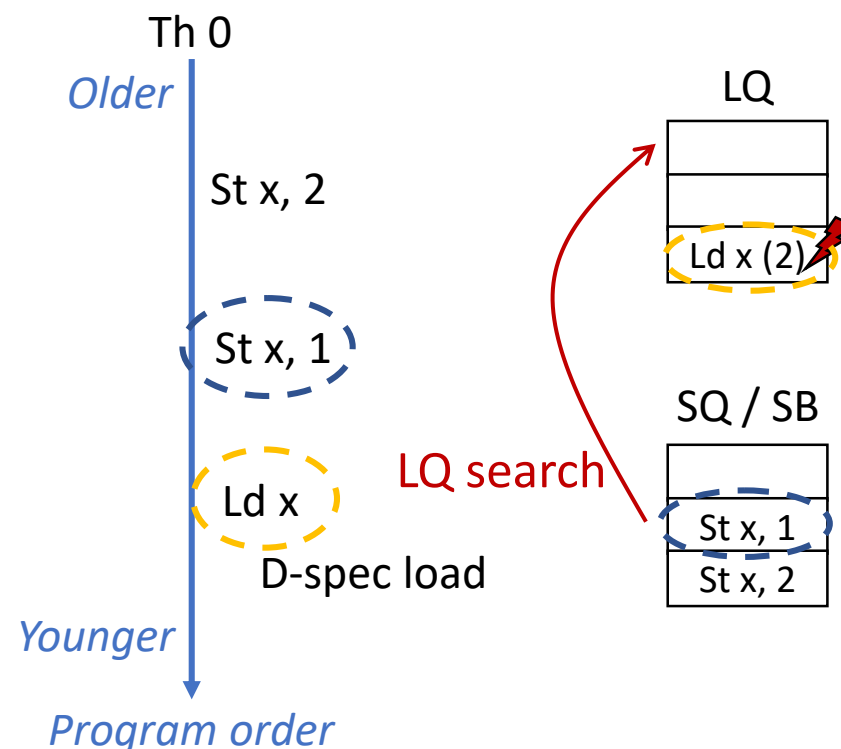 Th 0
Older
St x, 2
St x, 1
Ld x
D-spec load
Younger
Program order
LQ
Ld x (2)
LQ search
SQ / SB
St x, 1
St x, 2